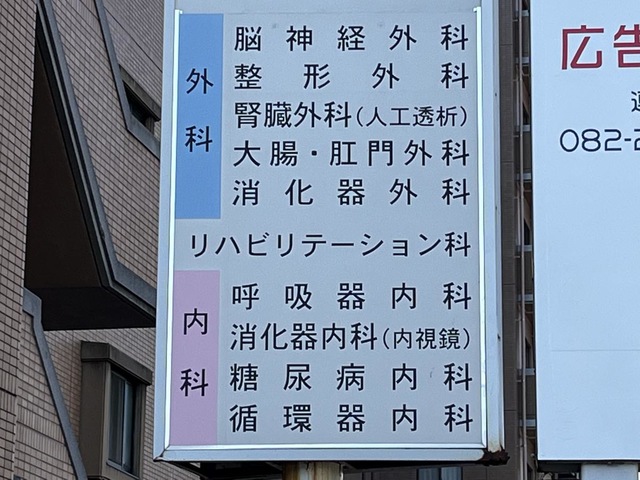 外科
脳神経外科
整形外科
腎臓外科(人工透析)
大腸・肛門外科
消化器外科
リハビリテーション科
内科
呼吸器内科
消化器内科(内視鏡)
糖尿病内科
循環器内科
広告
082-2